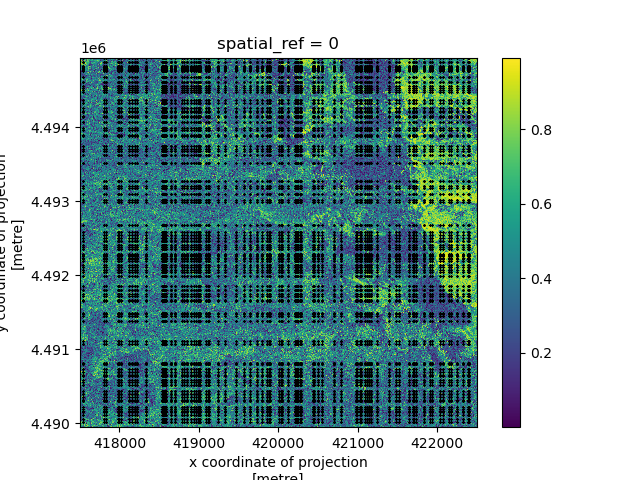 spatial_ref = 0
1e6
4.494
4.493
4.492
4.491
4.490
y coordinate of projection
[metre]
418000 419000 420000 421000 422000
x coordinate of projection
[metre]
0.8
0.6
0.4
0.2